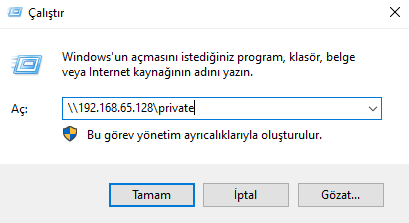 Çalıştır
Windows'un açmasını istediğiniz program, klasör, belge
veya Internet kaynağının adını yazın.
Aç: \\192.168.65.128\private
Bu görev yönetim ayrıcalıklarıyla oluşturulur.
Tamam İptal Gözat...